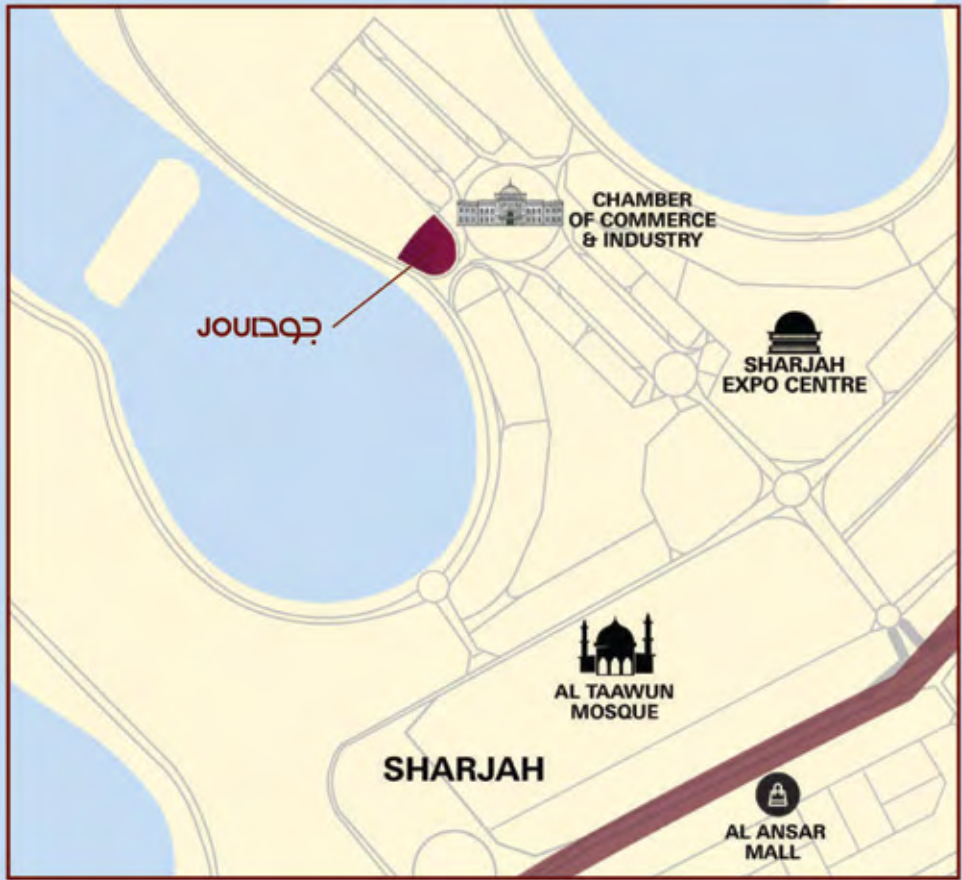 CHAMBER
OF COMMERCE
& INDUSTRY
JOUD جود
SHARJAH
EXPO CENTRE
AL TAAWUN
MOSQUE
SHARJAH
AL ANSAR
MALL